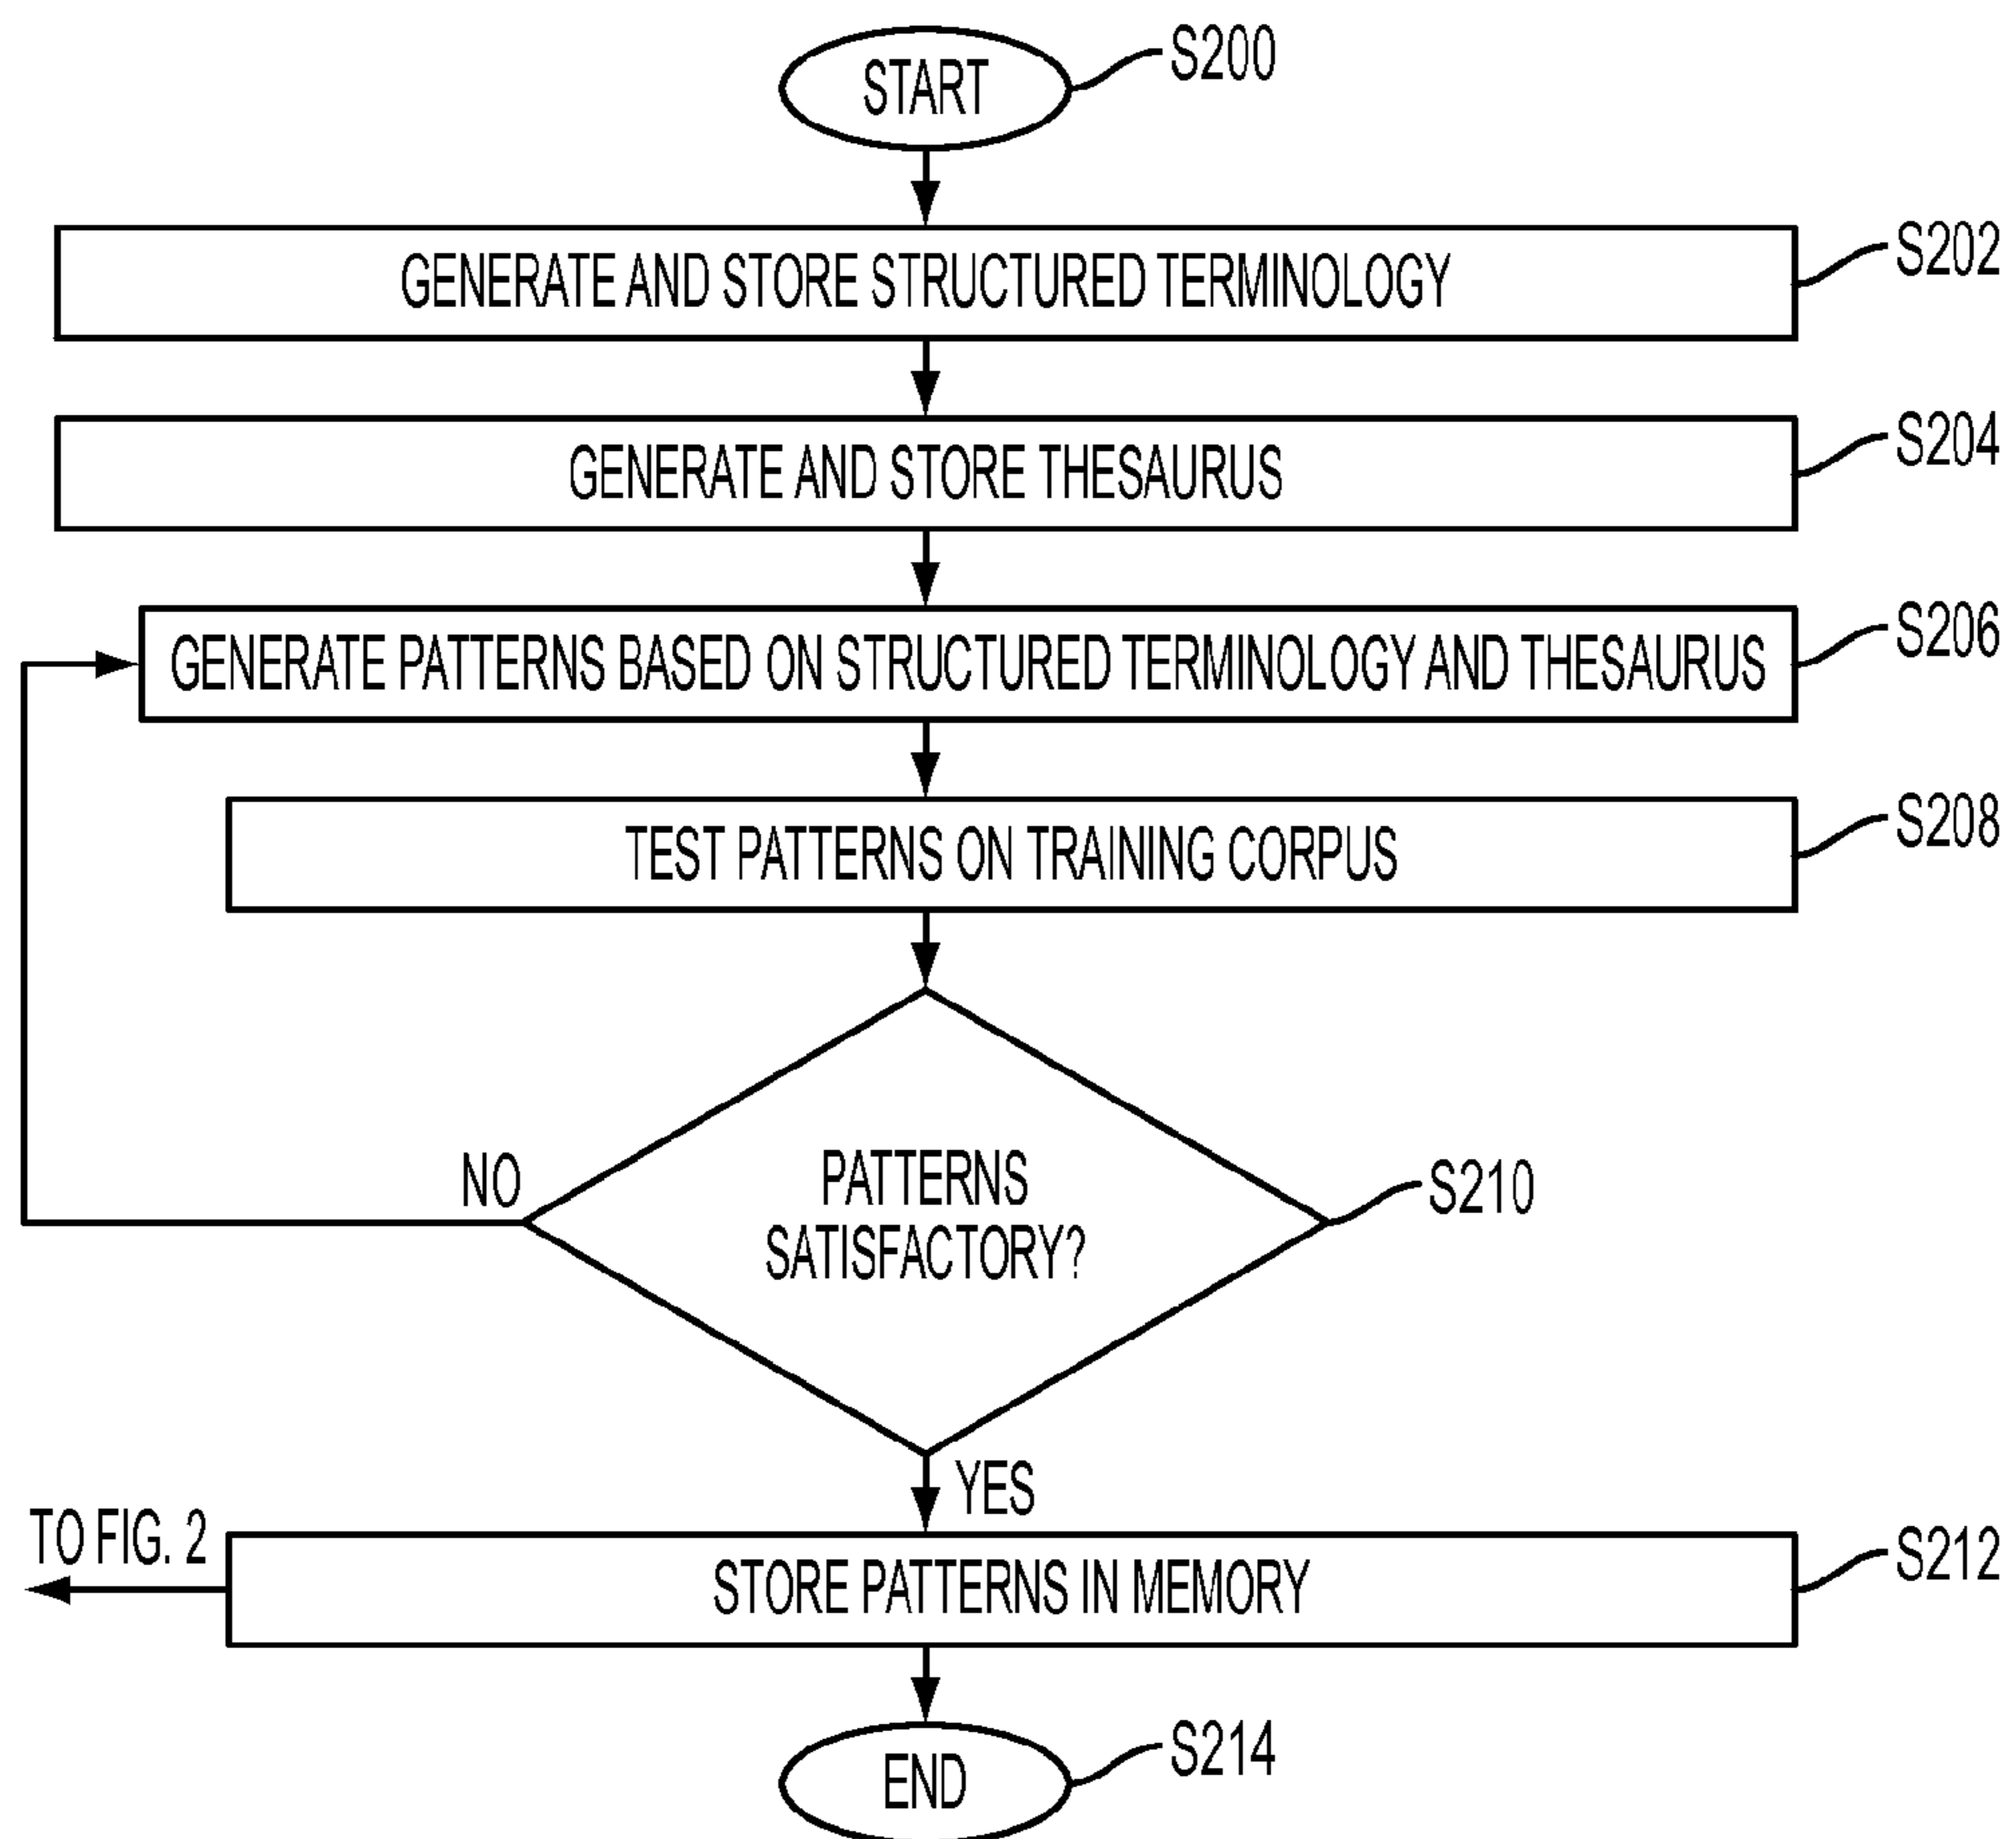 START
S200
GENERATE AND STORE STRUCTURED TERMINOLOGY
S202
GENERATE AND STORE THESAURUS
S204
GENERATE PATTERNS BASED ON STRUCTURED TERMINOLOGY AND THESAURUS
S206
TEST PATTERNS ON TRAINING CORPUS
S208
NO
PATTERNS
SATISFACTORY?
S210
YES
TO FIG. 2
STORE PATTERNS IN MEMORY
S212
END
S214